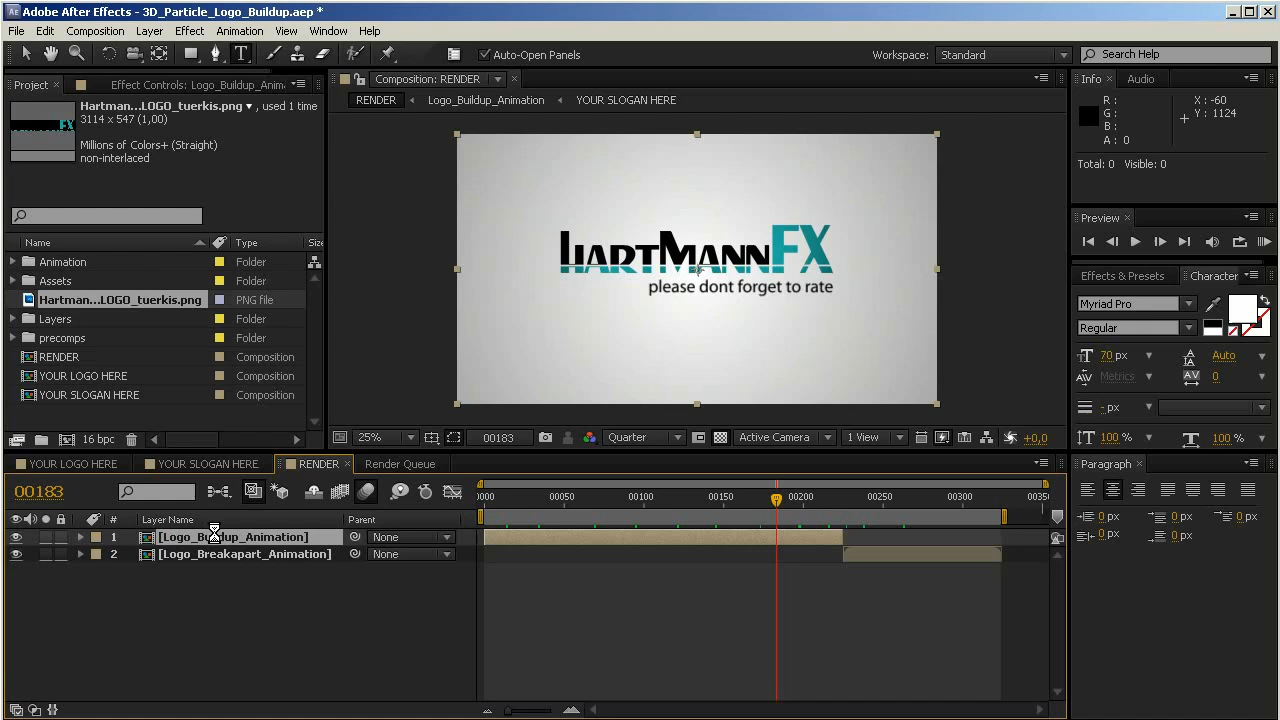 Adobe After Effects - 3D_Particle_Logo_Buildup.aep *
File Edit Composition Layer Effect Animation View Window Help
Auto-Open Panels
Workspace: Standard
Search Help
Project
Effect Controls: Logo_Buildup_Anim
Composition: RENDER
Info Audio
Hartman...LOGO_tuerkis.png , used 1 time
3114 x 547 (1,00)
Millions of Colors+ (Straight)
non-interlaced
RENDER Logo_Buildup_Animation YOUR SLOGAN HERE
R :
G :
B :
A : 0
X : -60
Y : 1124
Total: 0 Visible: 0
Name Type Size
Animation Folder
Assets Folder
Hartman...LOGO_tuerkis.png PNG file
Layers Folder
precomps Folder
RENDER Composition
YOUR LOGO HERE Composition
YOUR SLOGAN HERE Composition
16 bpc
HARTMANNFX
please dont forget to rate
Preview
Effects & Presets Character
Myriad Pro
Regular
70 px Auto
Metrics 0
- px
100 % 100 %
25% 00183 Quarter Active Camera 1 View +0,0
YOUR LOGO HERE YOUR SLOGAN HERE RENDER Render Queue
Paragraph
00183
0000 00050 00100 00150 00200 00250 00300 0035
# Layer Name Parent
1 [Logo_Buildup_Animation] None
2 [Logo_Breakapart_Animation] None
0 px 0 px 0 px
0 px 0 px